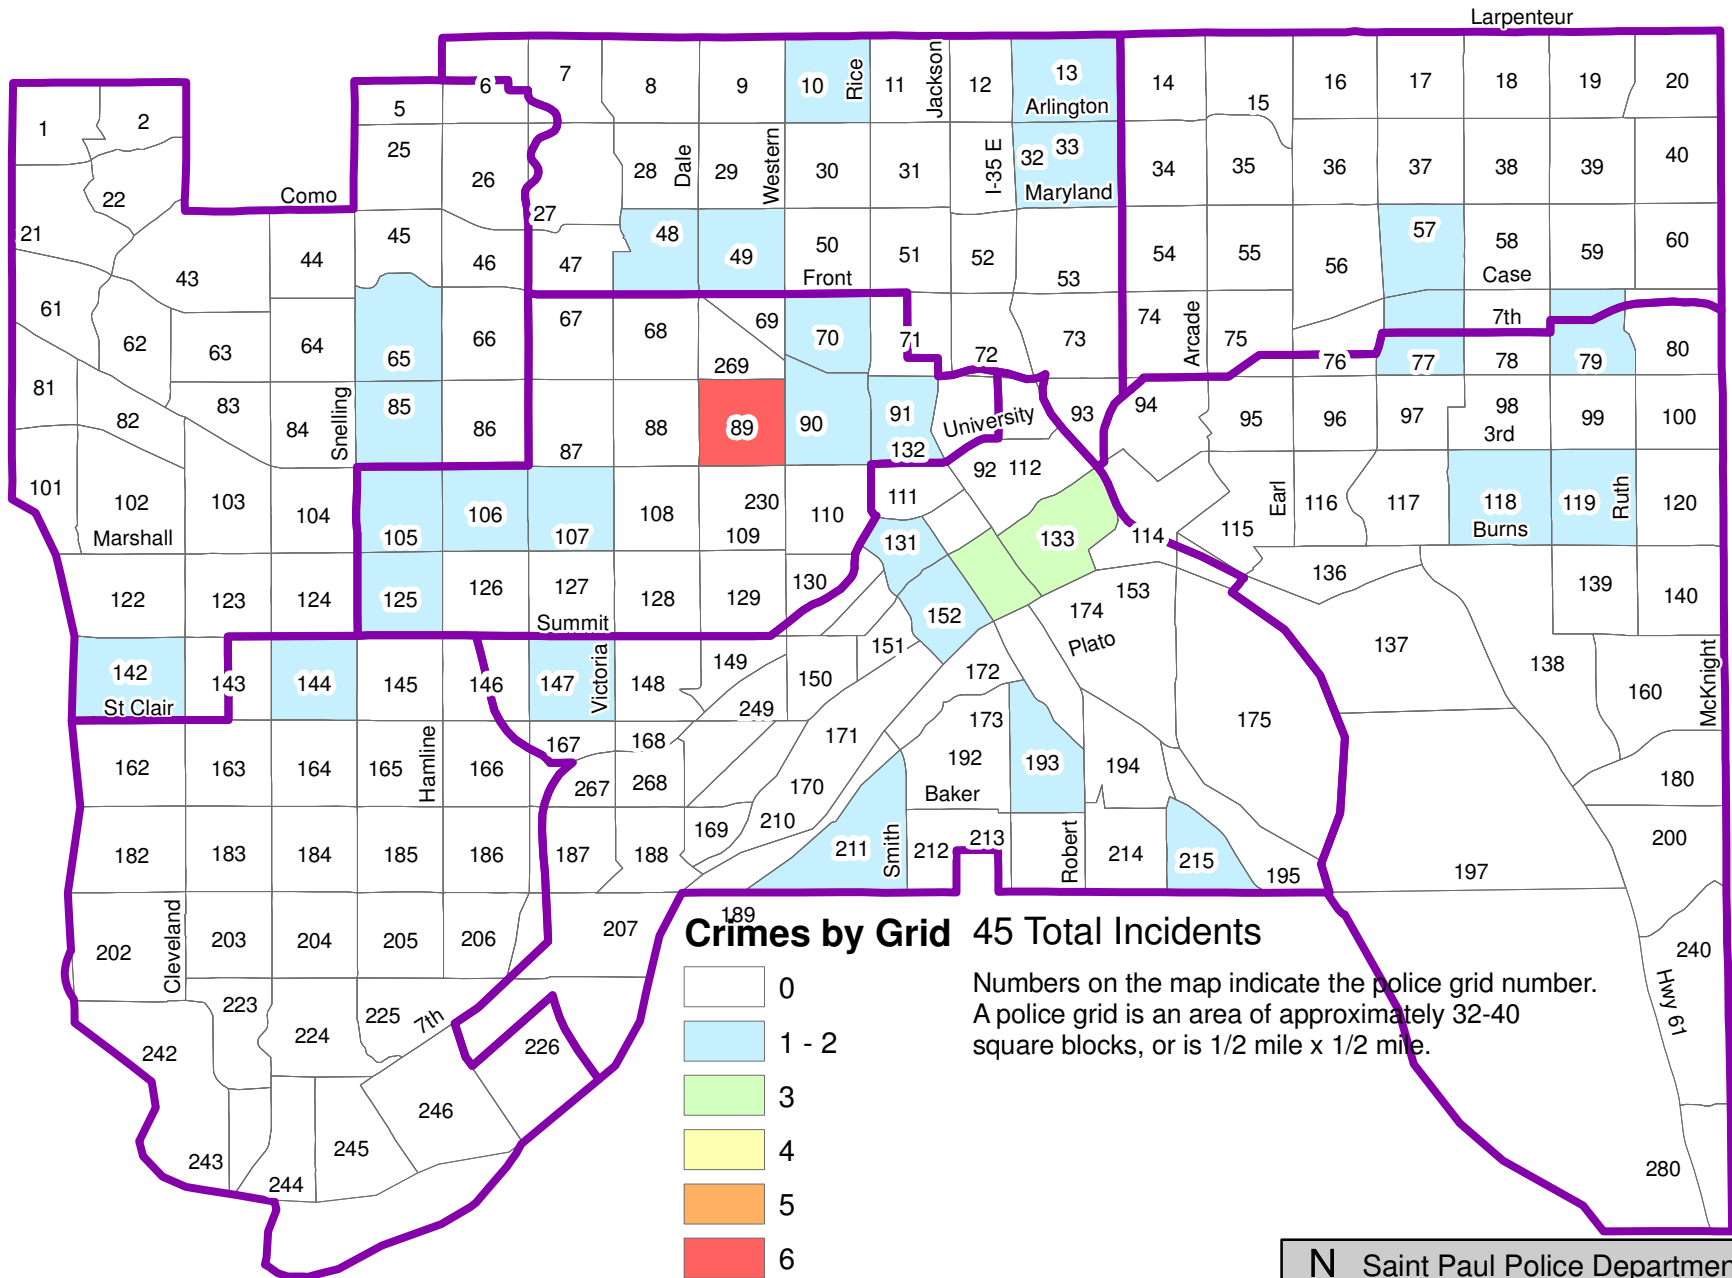 Larpenteur
6 7 8 9 10 Rice 11 Jackson 12 13 14 15 16 17 18 19 20
Arlington
1 2 5
25 26 28 Dale 29 Western 30 31 I-35 E 32 33 34 35 36 37 38 39 40
Maryland
22 Como 27
21 43 44 45 46 47 48 49 50 51 52 53 54 55 56 57 58 59 60
Front Case
61 62 63 64 65 66 67 68 69 70 71 72 73 74 Arcade 75 76 77 78 79 80
7th
269
81 82 83 84 Snelling 85 86 87 88 89 90 91 University 93 94 95 96 97 98 99 100
3rd
132
92 112
101 102 103 104 105 106 107 108 230 109 110 111 133 114 115 Earl 116 117 118 119 Ruth 120
Marshall Burns
131
122 123 124 125 126 127 128 129 130 152 174 153 136 139 140
Summit Plato
142 143 144 145 146 147 Victoria 148 149 150 151 172 137 138 160 McKnight
St Clair
249 173 175
162 163 164 165 Hamline 166 167 168 267 268 170 171 192 193 194 180
Baker
182 183 184 185 186 187 188 169 210 211 Smith 212 213 Robert 214 215 195 197 200
202 Cleveland 203 204 205 206 207 189
240
Hwy 61
223 224 225 7th
242 226
246
243 244 245 280
Crimes by Grid
45 Total Incidents
Numbers on the map indicate the police grid number.
A police grid is an area of approximately 32-40
square blocks, or is 1/2 mile x 1/2 mile.
0
1 - 2
3
4
5
6
N Saint Paul Police Departmen